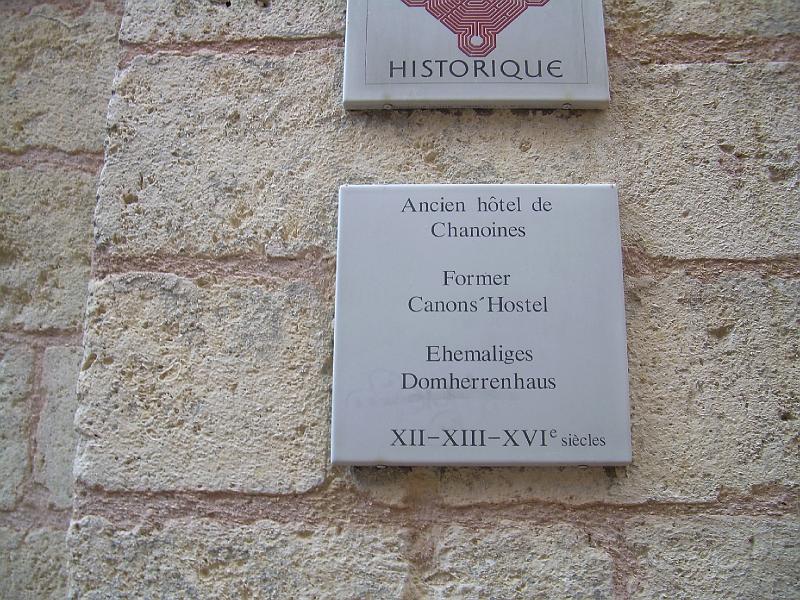 HISTORIQUE
Ancien hôtel de
Chanoines
Former
Canons´Hostel
Ehemaliges
Domherrenhaus
XII-XIII-XVIe siècles